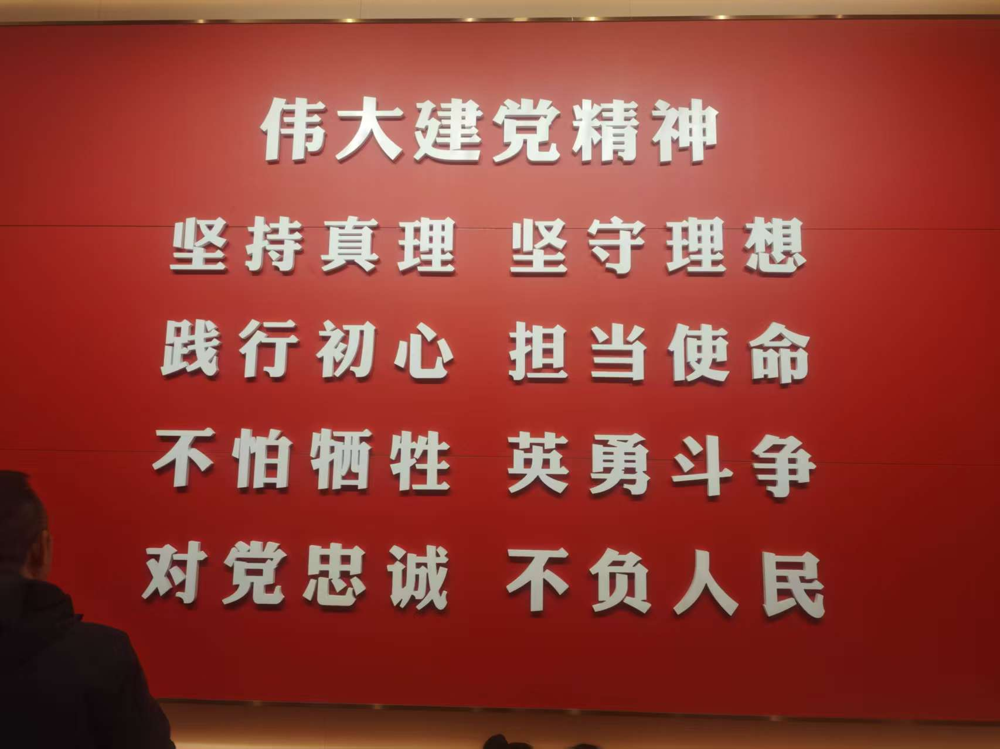 伟大建党精神
坚持真理 坚守理想
践行初心 担当使命
不怕牺牲 英勇斗争
对党忠诚 不负人民